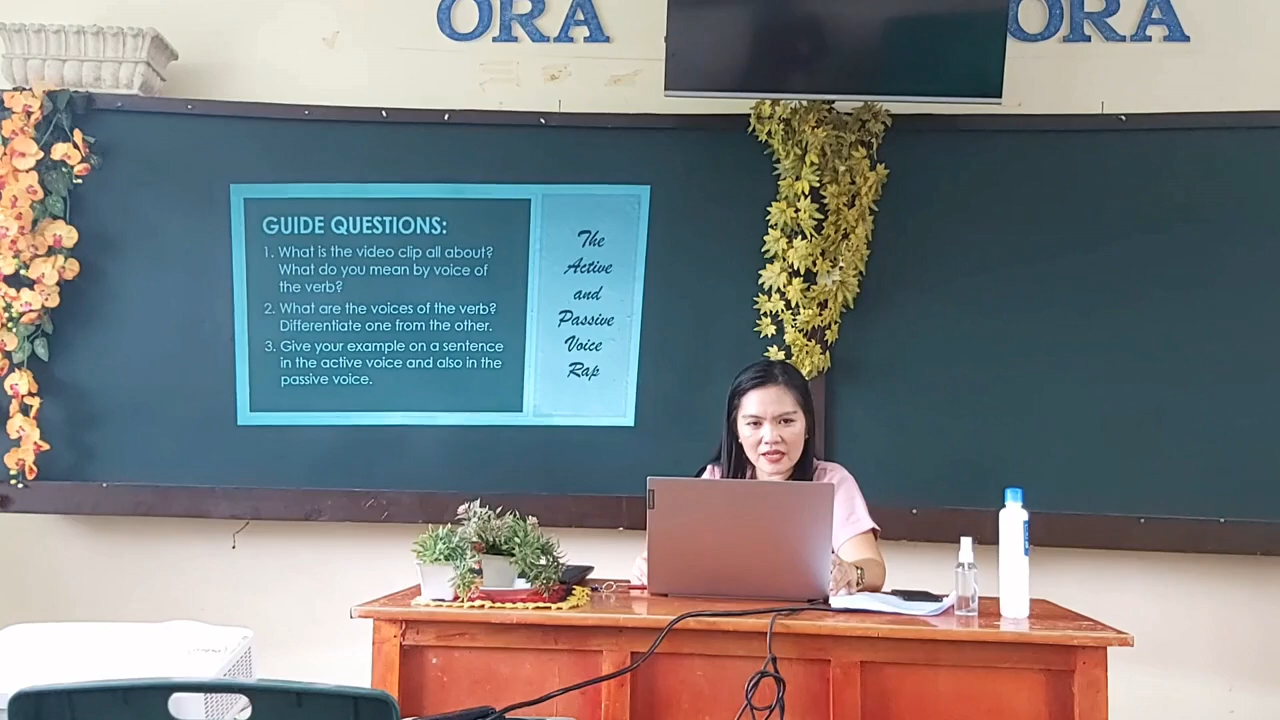 ORA
ORA
GUIDE QUESTIONS:
1. What is the video clip all about?
What do you mean by voice of
the verb?
2. What are the voices of the verb?
Differentiate one from the other.
3. Give your example on a sentence
in the active voice and also in the
passive voice.
The
Active
and
Passive
Voice
Rap